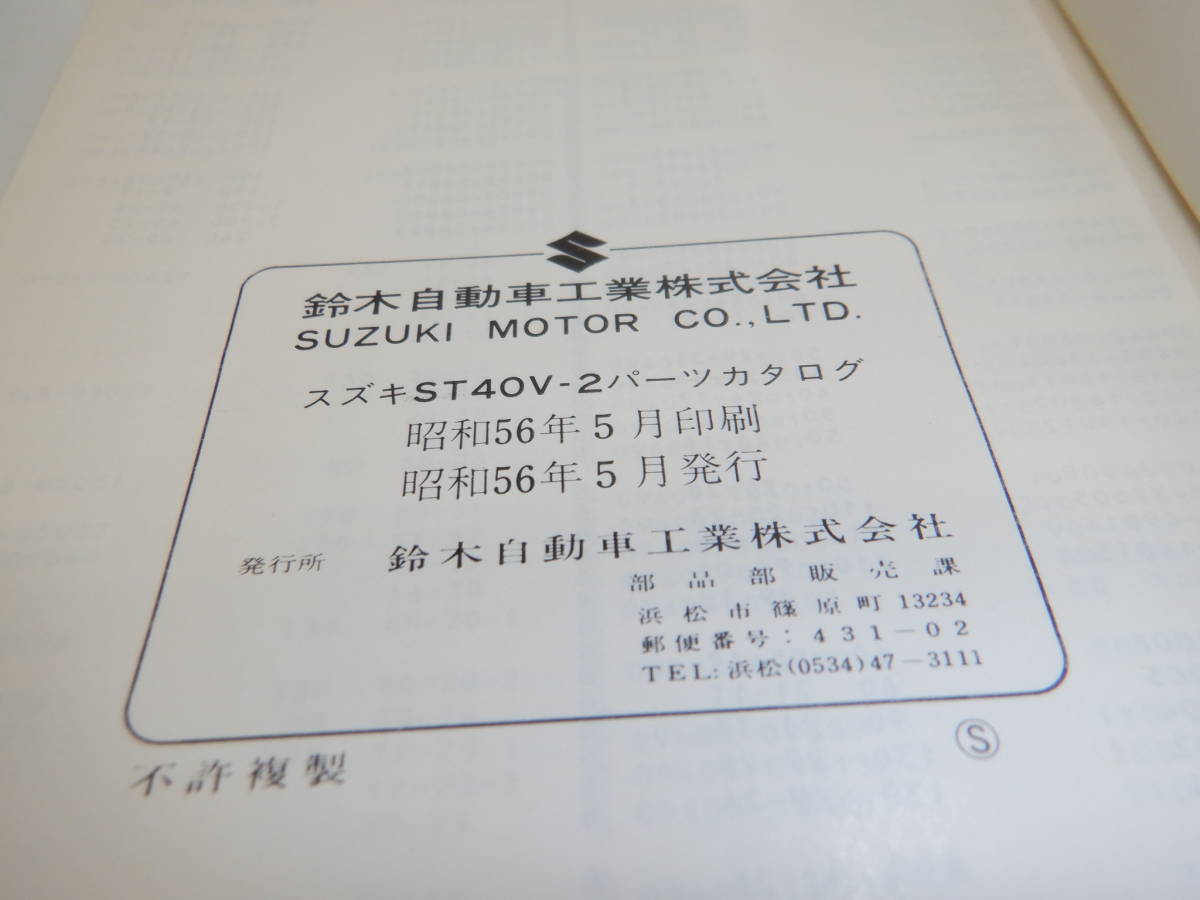 鈴木自動車工業株式会社
SUZUKI MOTOR CO.,LTD.
スズキST40V-2パーツカタログ
昭和56年5月印刷
昭和56年5月発行
発行所 鈴木自動車工業株式会社
部品部販売課
浜松市篠原町13234
郵便番号:431-02
TEL:浜松(0534)47-3111
Ⓢ
不許複製